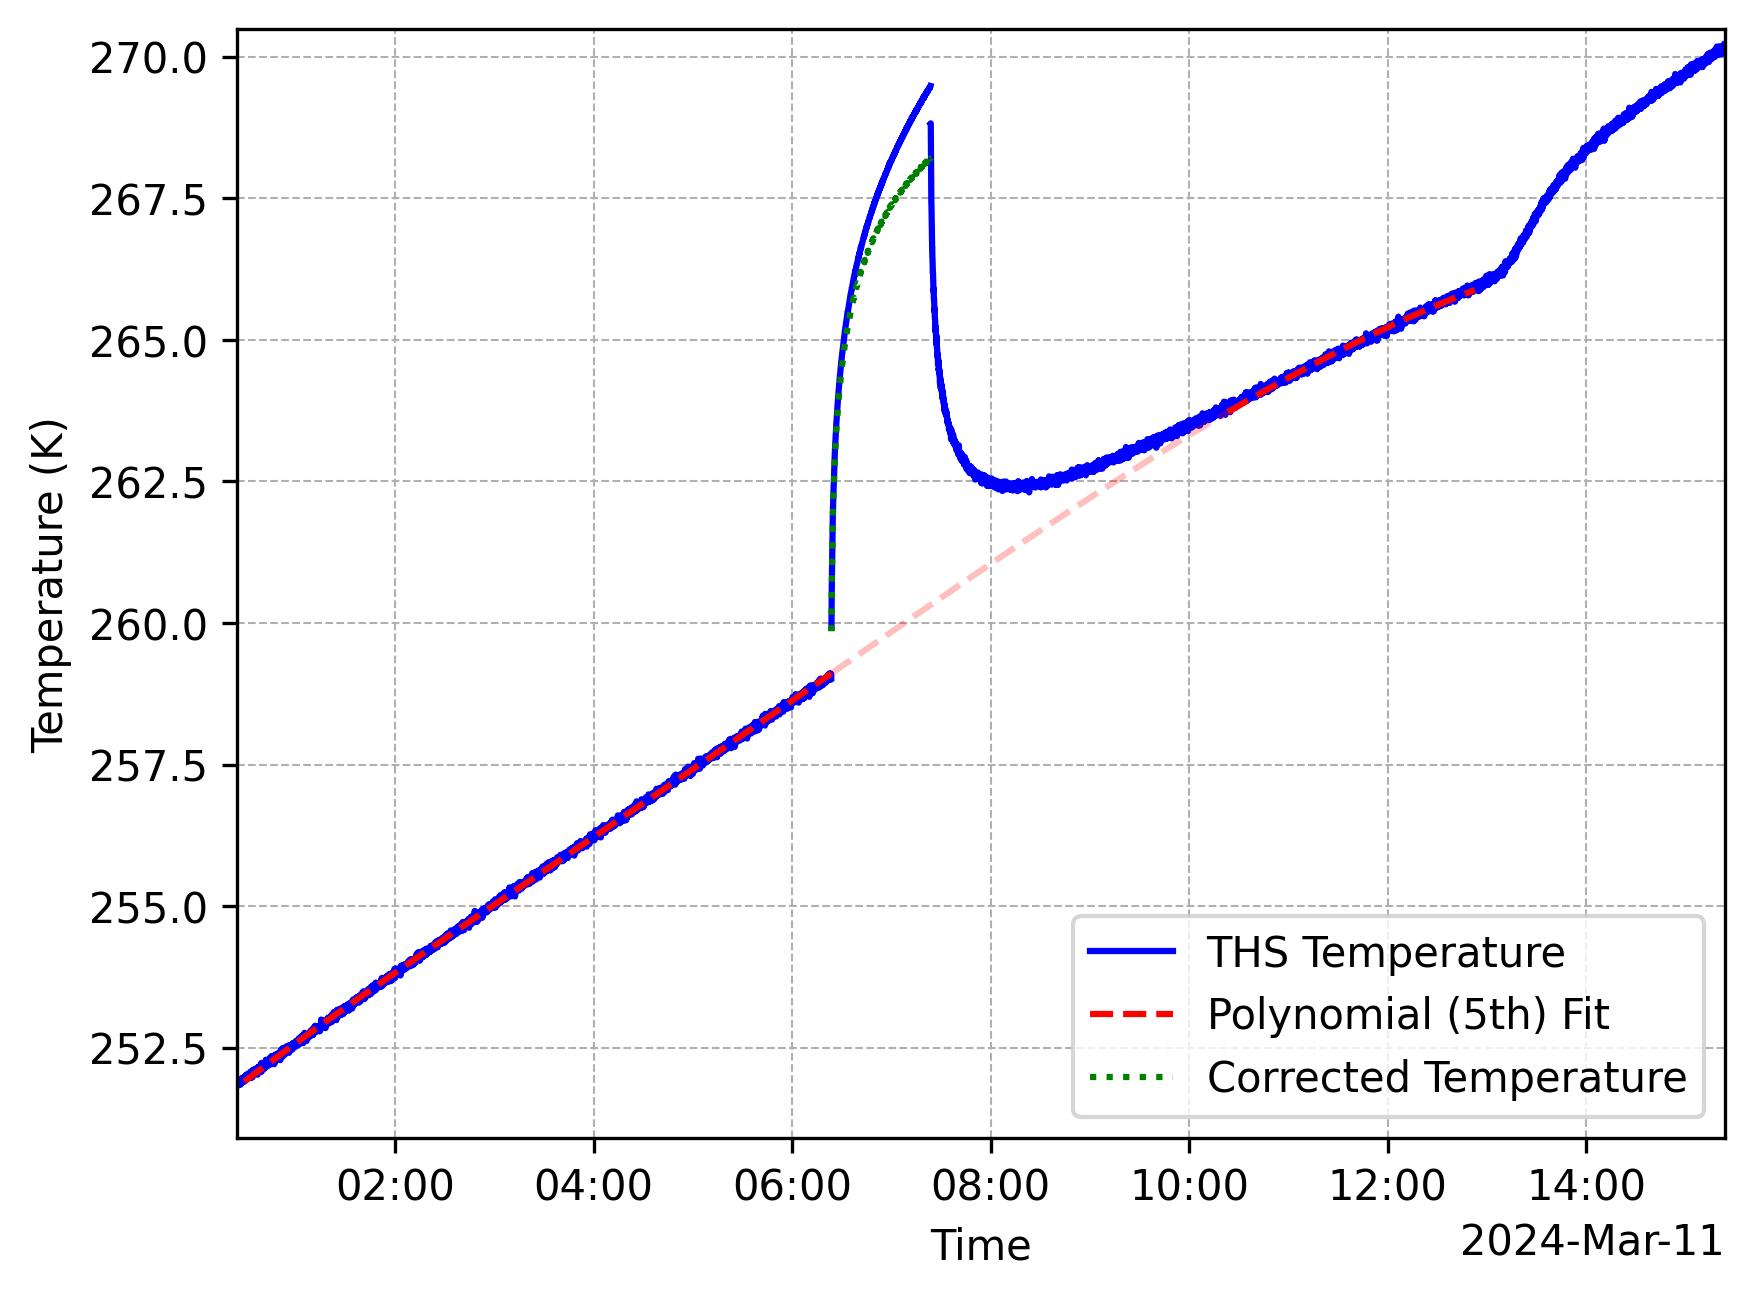 270.0
267.5
265.0
262.5
260.0
257.5
255.0
252.5
Temperature (K)
THS Temperature
Polynomial (5th) Fit
Corrected Temperature
02:00 04:00 06:00 08:00 10:00 12:00 14:00
Time
2024-Mar-11